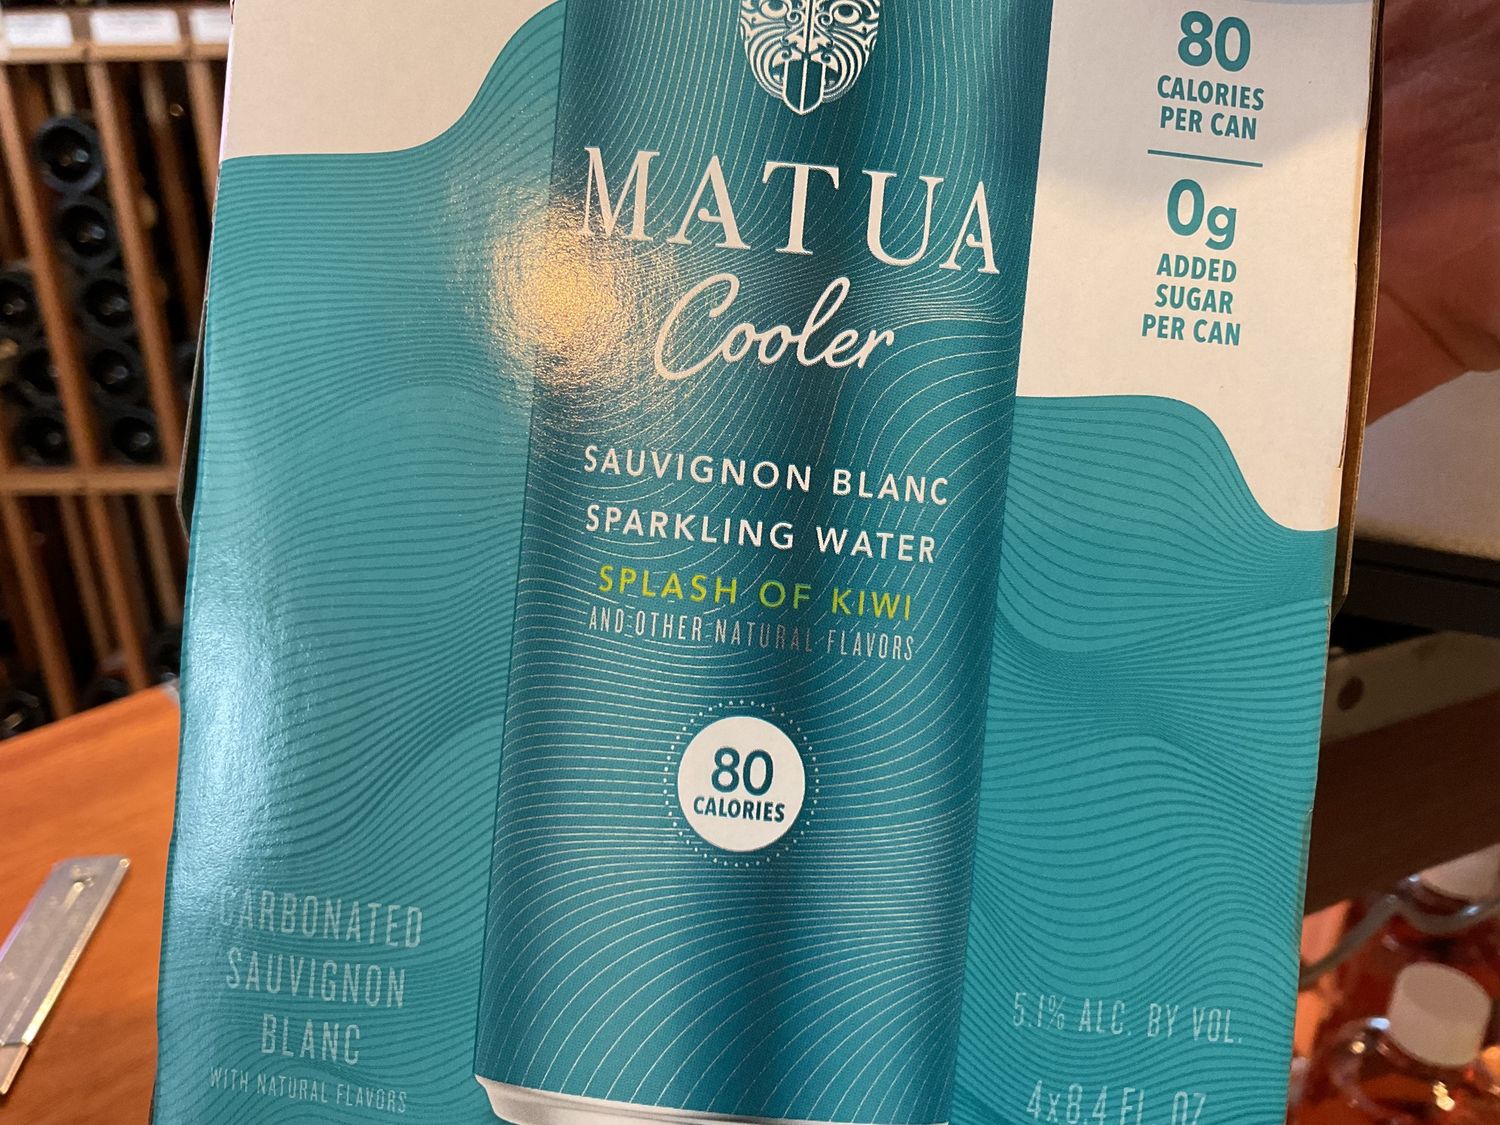 80
CALORIES
PER CAN
0g
ADDED
SUGAR
PER CAN
MATUA
Cooler
SAUVIGNON BLANC
SPARKLING WATER
SPLASH OF KIWI
AND OTHER NATURAL FLAVORS
80
CALORIES
CARBONATED
SAUVIGNON
BLANC
WITH NATURAL FLAVORS
5.1% ALC. BY VOL.
4x8.4 FL OZ